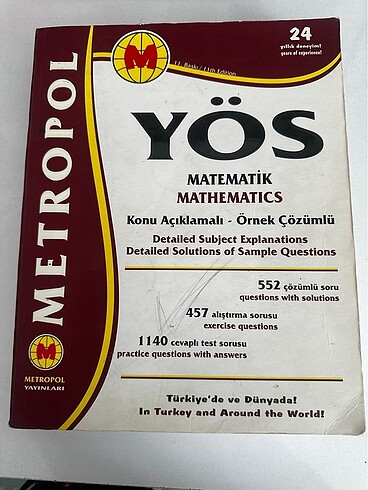 METROPOL
M
11. Baskı / 11th Edition
24
yıllık deneyim!
years of experience!
YÖS
MATEMATİK
MATHEMATICS
Konu Açıklamalı - Örnek Çözümlü
Detailed Subject Explanations
Detailed Solutions of Sample Questions
552 çözümlü soru
questions with solutions
457 alıştırma sorusu
exercise questions
1140 cevaplı test sorusu
practice questions with answers
M
METROPOL
YAYINLARI
Türkiye'de ve Dünyada!
In Turkey and Around the World!